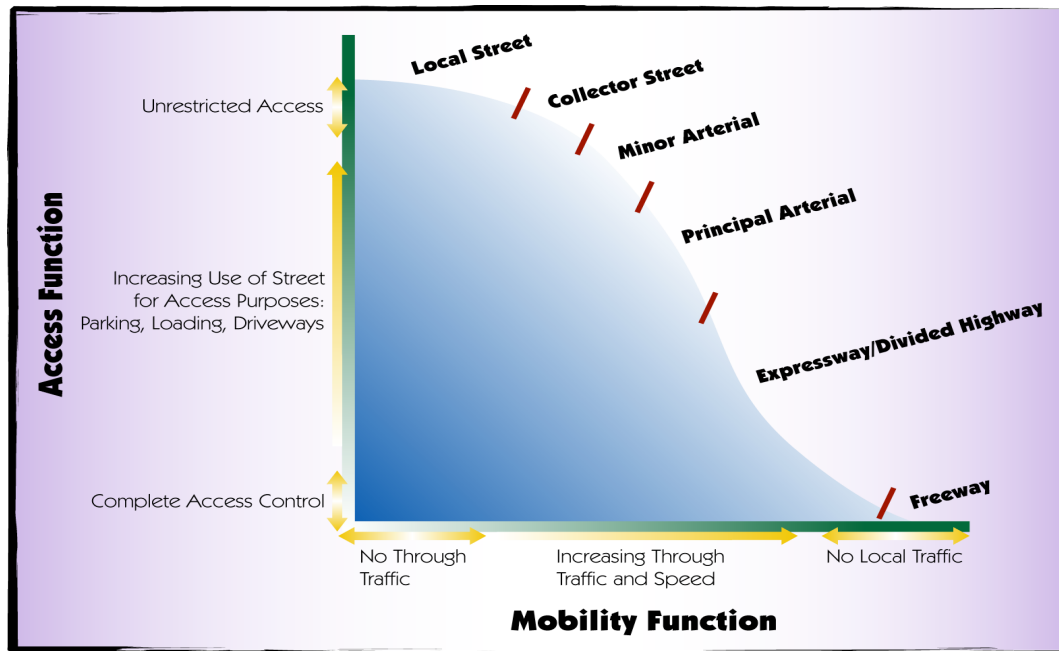 Local Street
Collector Street
Unrestricted Access
Minor Arterial
Principal Arterial
Access Function
Increasing Use of Street
for Access Purposes:
Parking, Loading, Driveways
Expressway/Divided Highway
Complete Access Control
Freeway
No Through
Traffic
Increasing Through
Traffic and Speed
No Local Traffic
Mobility Function